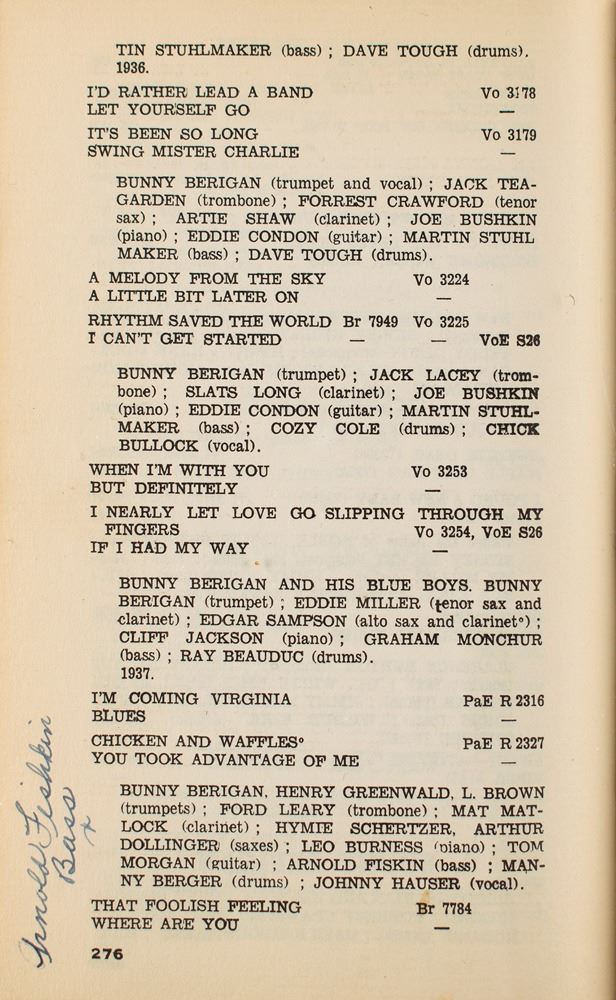 TIN STUHLMAKER (bass) ; DAVE TOUGH (drums).
1936.
I'D RATHER LEAD A BAND Vo 3178
LET YOURSELF GO —
IT'S BEEN SO LONG Vo 3179
SWING MISTER CHARLIE —
BUNNY BERIGAN (trumpet and vocal) ; JACK TEA-
GARDEN (trombone) ; FORREST CRAWFORD (tenor
sax) ; ARTIE SHAW (clarinet) ; JOE BUSHKIN
(piano) ; EDDIE CONDON (guitar) ; MARTIN STUHL
MAKER (bass) ; DAVE TOUGH (drums).
A MELODY FROM THE SKY Vo 3224
A LITTLE BIT LATER ON —
RHYTHM SAVED THE WORLD Br 7949 Vo 3225
I CAN'T GET STARTED — — VoE S26
BUNNY BERIGAN (trumpet) ; JACK LACEY (trom-
bone) ; SLATS LONG (clarinet) ; JOE BUSHKIN
(piano) ; EDDIE CONDON (guitar) ; MARTIN STUHL-
MAKER (bass) ; COZY COLE (drums) ; CHICK
BULLOCK (vocal).
WHEN I'M WITH YOU Vo 3253
BUT DEFINITELY —
I NEARLY LET LOVE GO SLIPPING THROUGH MY
FINGERS Vo 3254, VoE S26
IF I HAD MY WAY —
BUNNY BERIGAN AND HIS BLUE BOYS. BUNNY
BERIGAN (trumpet) ; EDDIE MILLER (tenor sax and
clarinet) ; EDGAR SAMPSON (alto sax and clarinet°) ;
CLIFF JACKSON (piano) ; GRAHAM MONCHUR
(bass) ; RAY BEAUDUC (drums).
1937.
I'M COMING VIRGINIA PaE R 2316
BLUES —
CHICKEN AND WAFFLES° PaE R 2327
YOU TOOK ADVANTAGE OF ME —
BUNNY BERIGAN, HENRY GREENWALD, L. BROWN
(trumpets) ; FORD LEARY (trombone) ; MAT MAT-
LOCK (clarinet) ; HYMIE SCHERTZER, ARTHUR
DOLLINGER (saxes) ; LEO BURNESS (piano) ; TOM
MORGAN (guitar) ; ARNOLD FISKIN (bass) ; MAN-
NY BERGER (drums) ; JOHNNY HAUSER (vocal).
THAT FOOLISH FEELING Br 7784
WHERE ARE YOU —
276
Arnold Fishkin
Bass
x